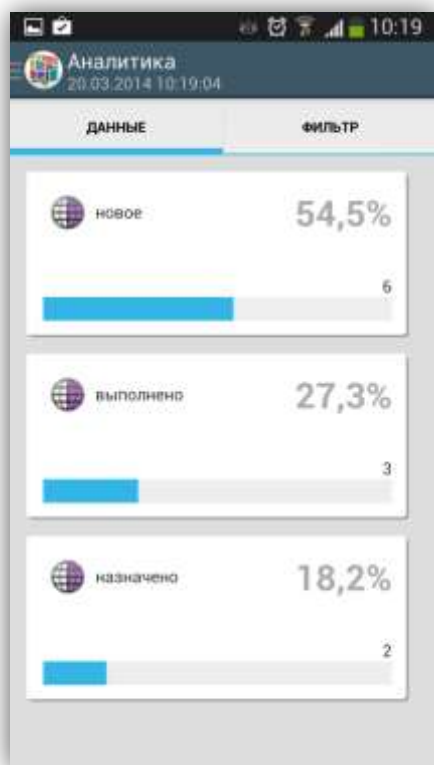 10:19
Аналитика
20.03.2014 10:19:04
ДАННЫЕ
ФИЛЬТР
новое
54,5%
6
выполнено
27,3%
3
назначено
18,2%
2